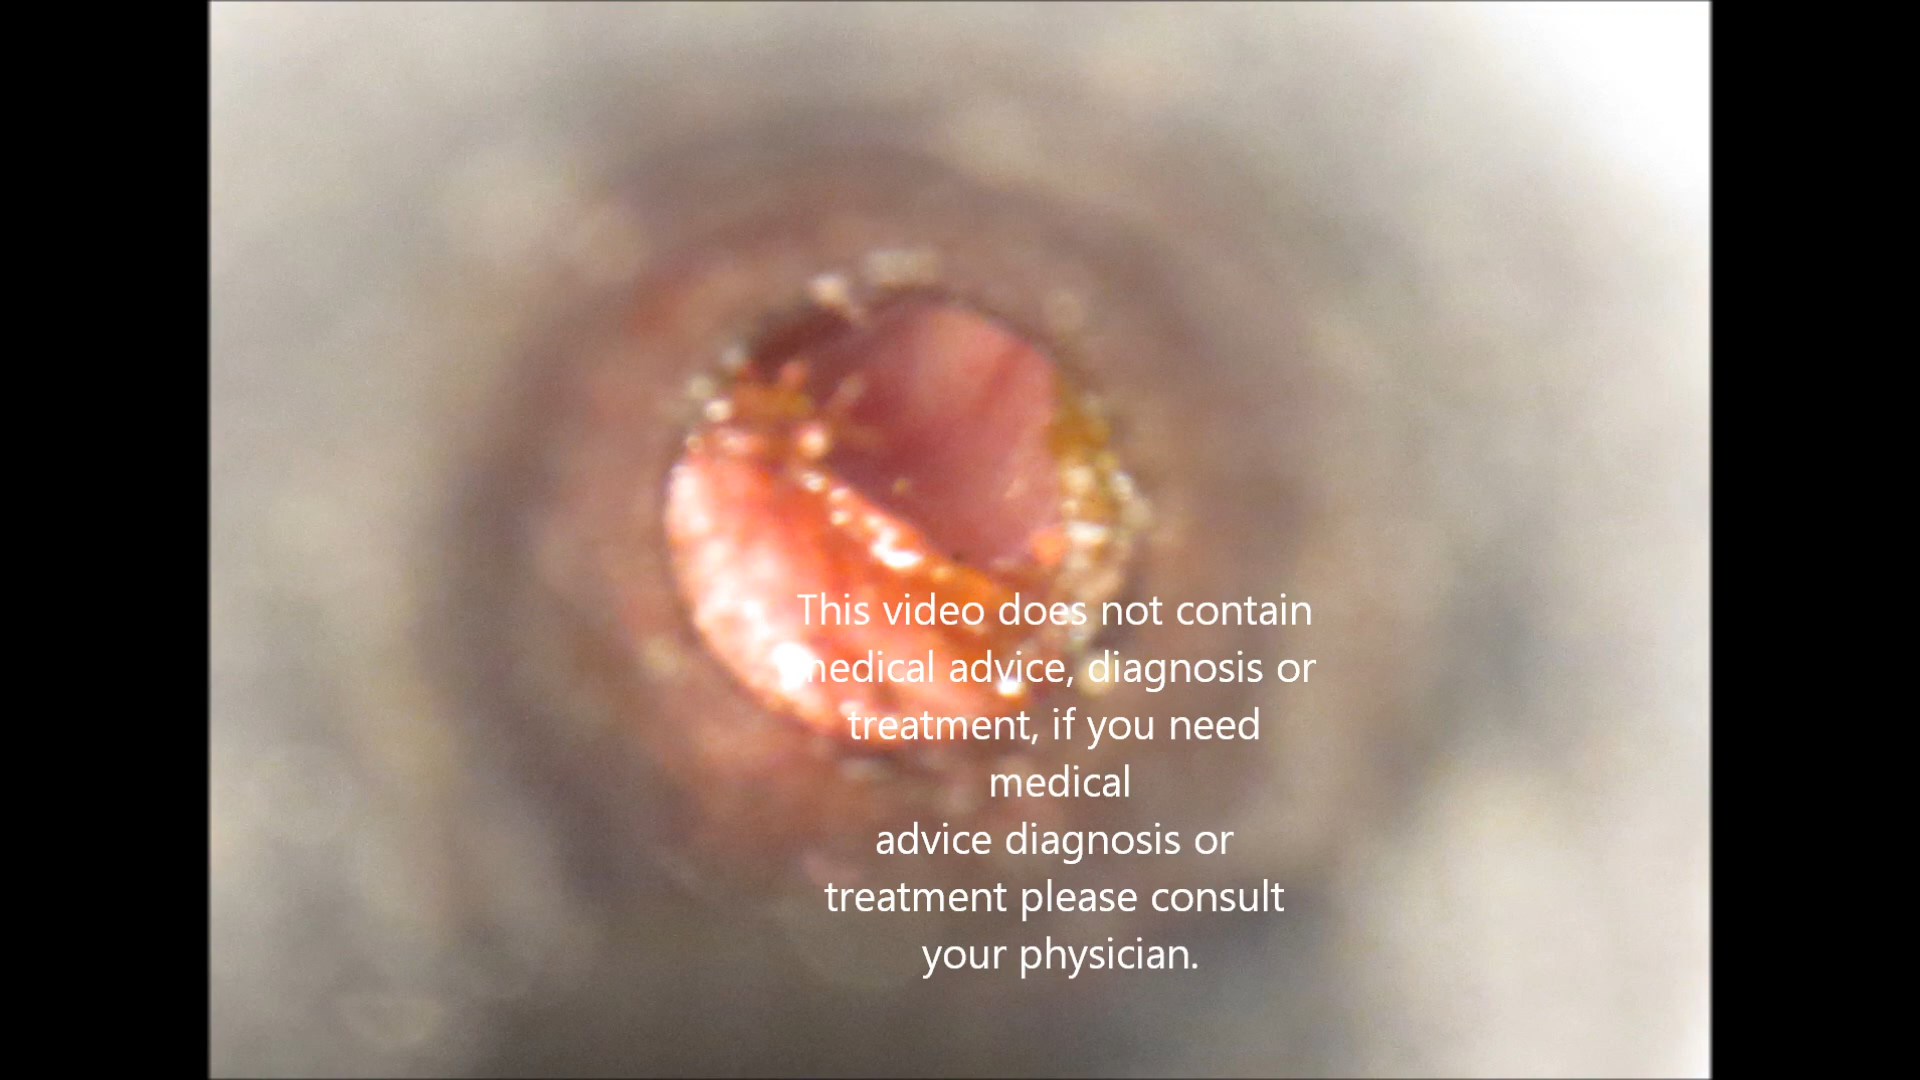 This video does not contain
medical advice, diagnosis or
treatment, if you need
medical
advice diagnosis or
treatment please consult
your physician.